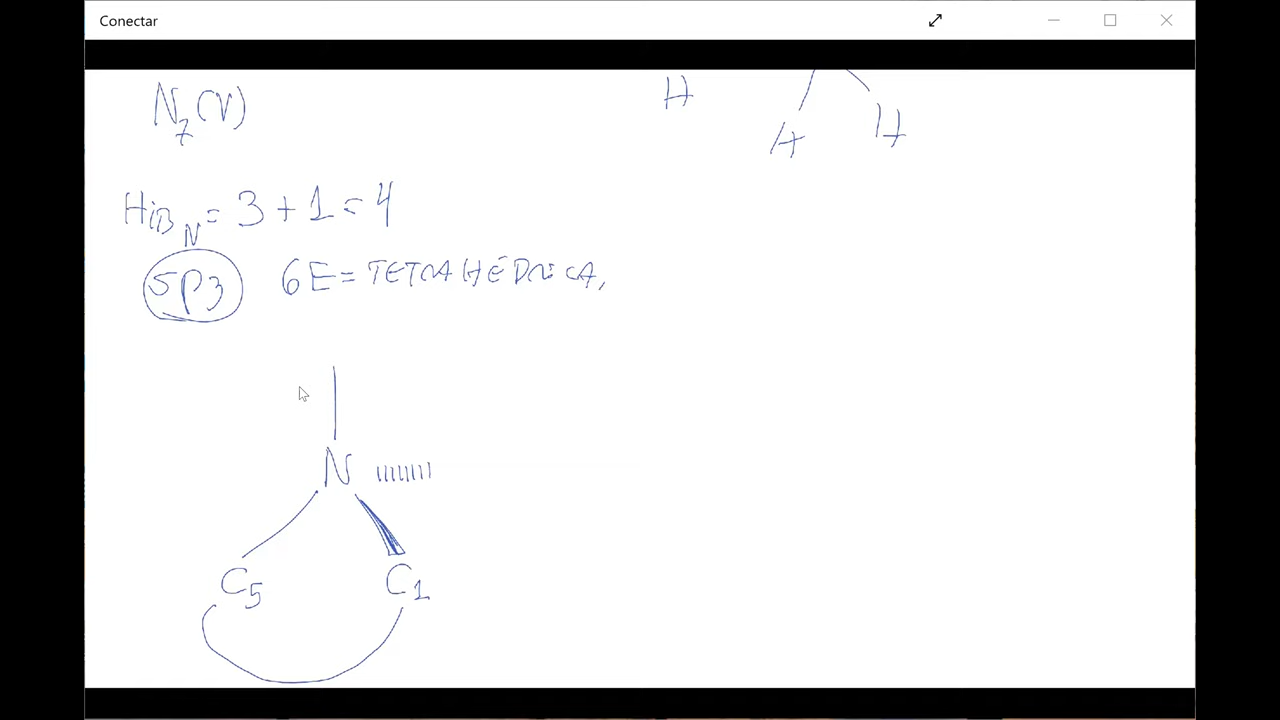 Conectar
N7 (V)
H
H
H
HiBN = 3 + 1 = 4
SP3 GE = TETRAHÉDRICA,
N
C5 C1